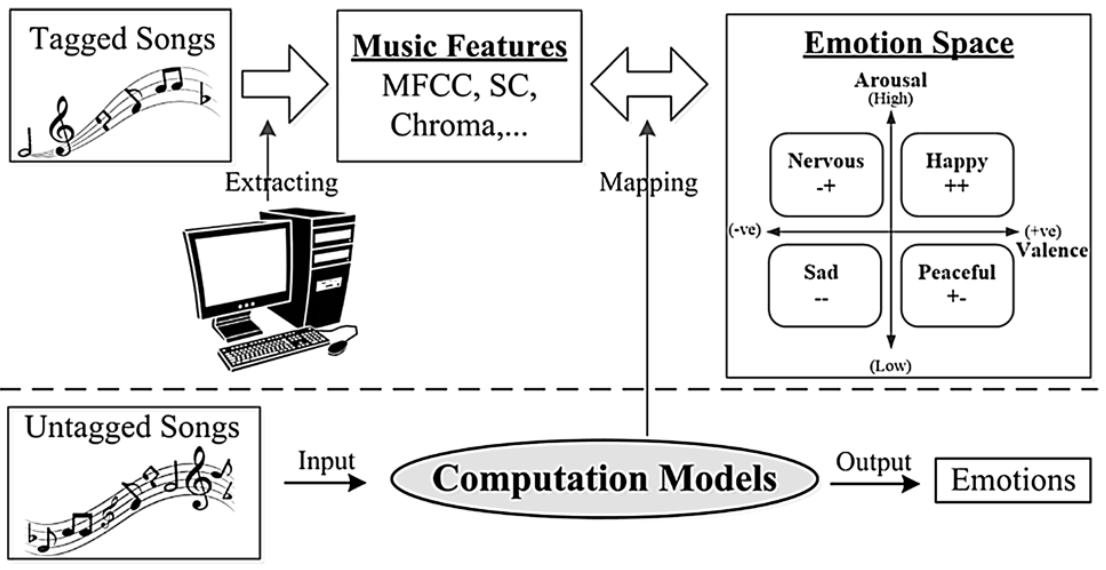 Tagged Songs
Music Features
MFCC, SC,
Chroma,...
Extracting
Mapping
Emotion Space
Arousal
(High)
Nervous
-+
Happy
++
(-ve)
(+ve)
Valence
Sad
--
Peaceful
+-
(Low)
Untagged Songs
Input
Computation Models
Output
Emotions